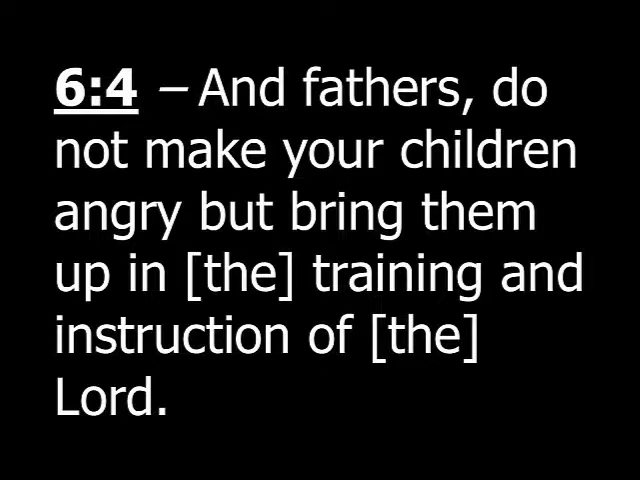 6:4 – And fathers, do
not make your children
angry but bring them
up in [the] training and
instruction of [the]
Lord.